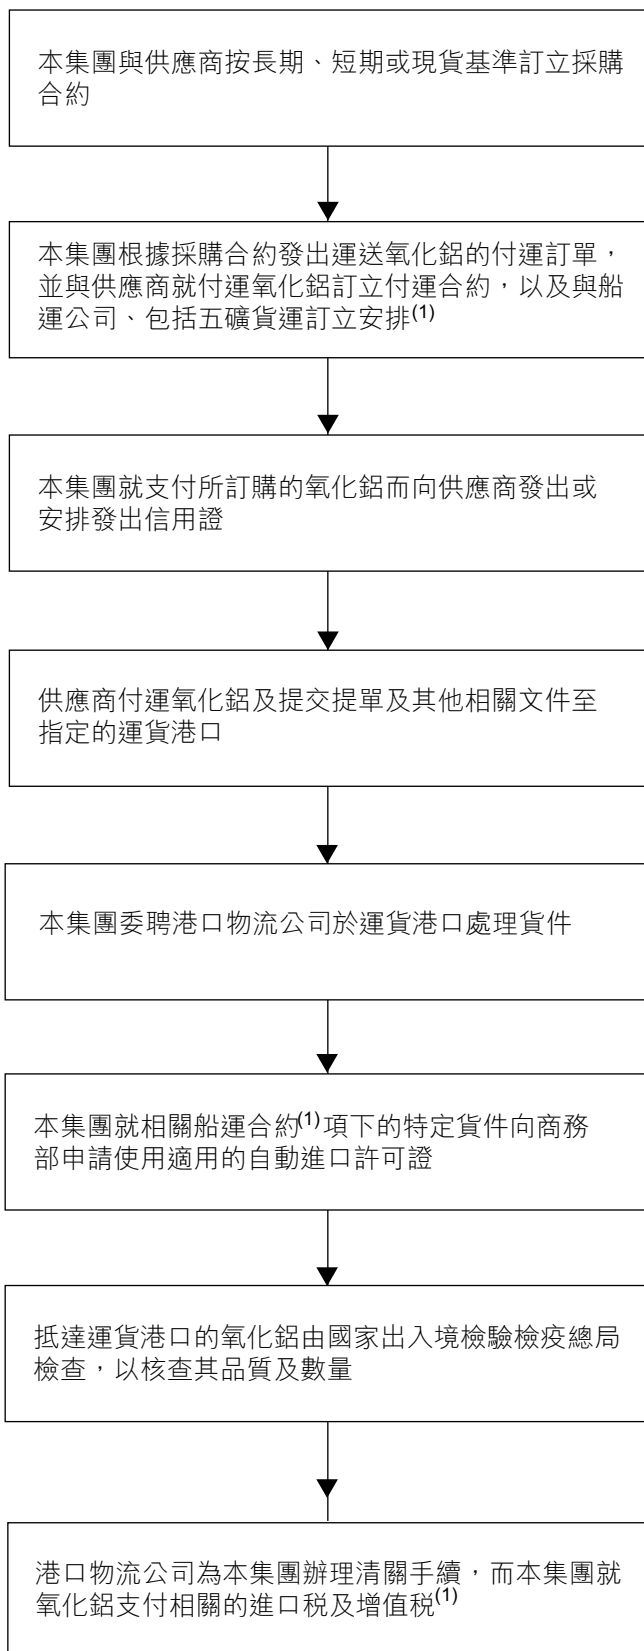 本集團與供應商按長期、短期或現貨基準訂立採購
合約
本集團根據採購合約發出運送氧化鋁的付運訂單，
並與供應商就付運氧化鋁訂立付運合約，以及與船
運公司、包括五礦貨運訂立安排(1)
本集團就支付所訂購的氧化鋁而向供應商發出或
安排發出信用證
供應商付運氧化鋁及提交提單及其他相關文件至
指定的運貨港口
本集團委聘港口物流公司於運貨港口處理貨件
本集團就相關船運合約(1)項下的特定貨件向商務
部申請使用適用的自動進口許可證
抵達運貨港口的氧化鋁由國家出入境檢驗檢疫總局
檢查，以核查其品質及數量
港口物流公司為本集團辦理清關手續，而本集團就
氧化鋁支付相關的進口税及增值税(1)